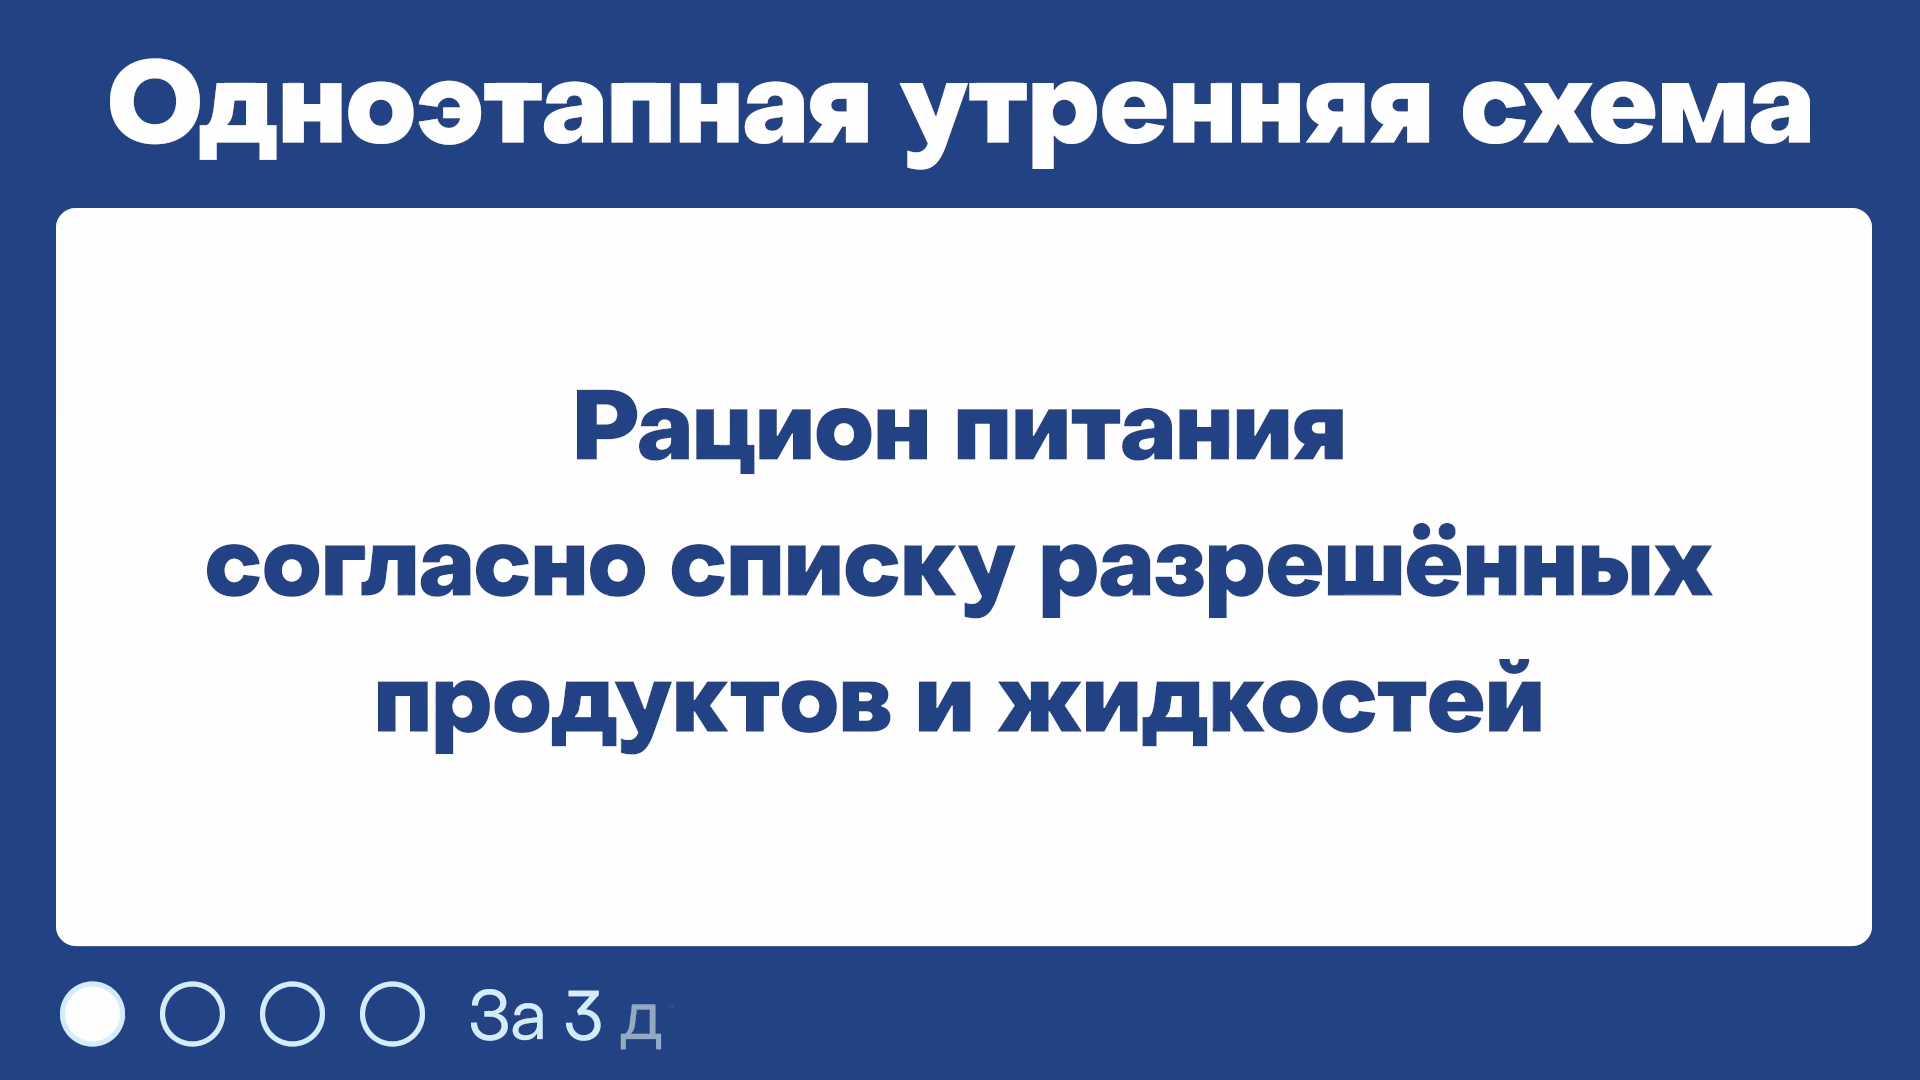 Одноэтапная утренняя схема
Рацион питания
согласно списку разрешённых
продуктов и жидкостей
За 3 д